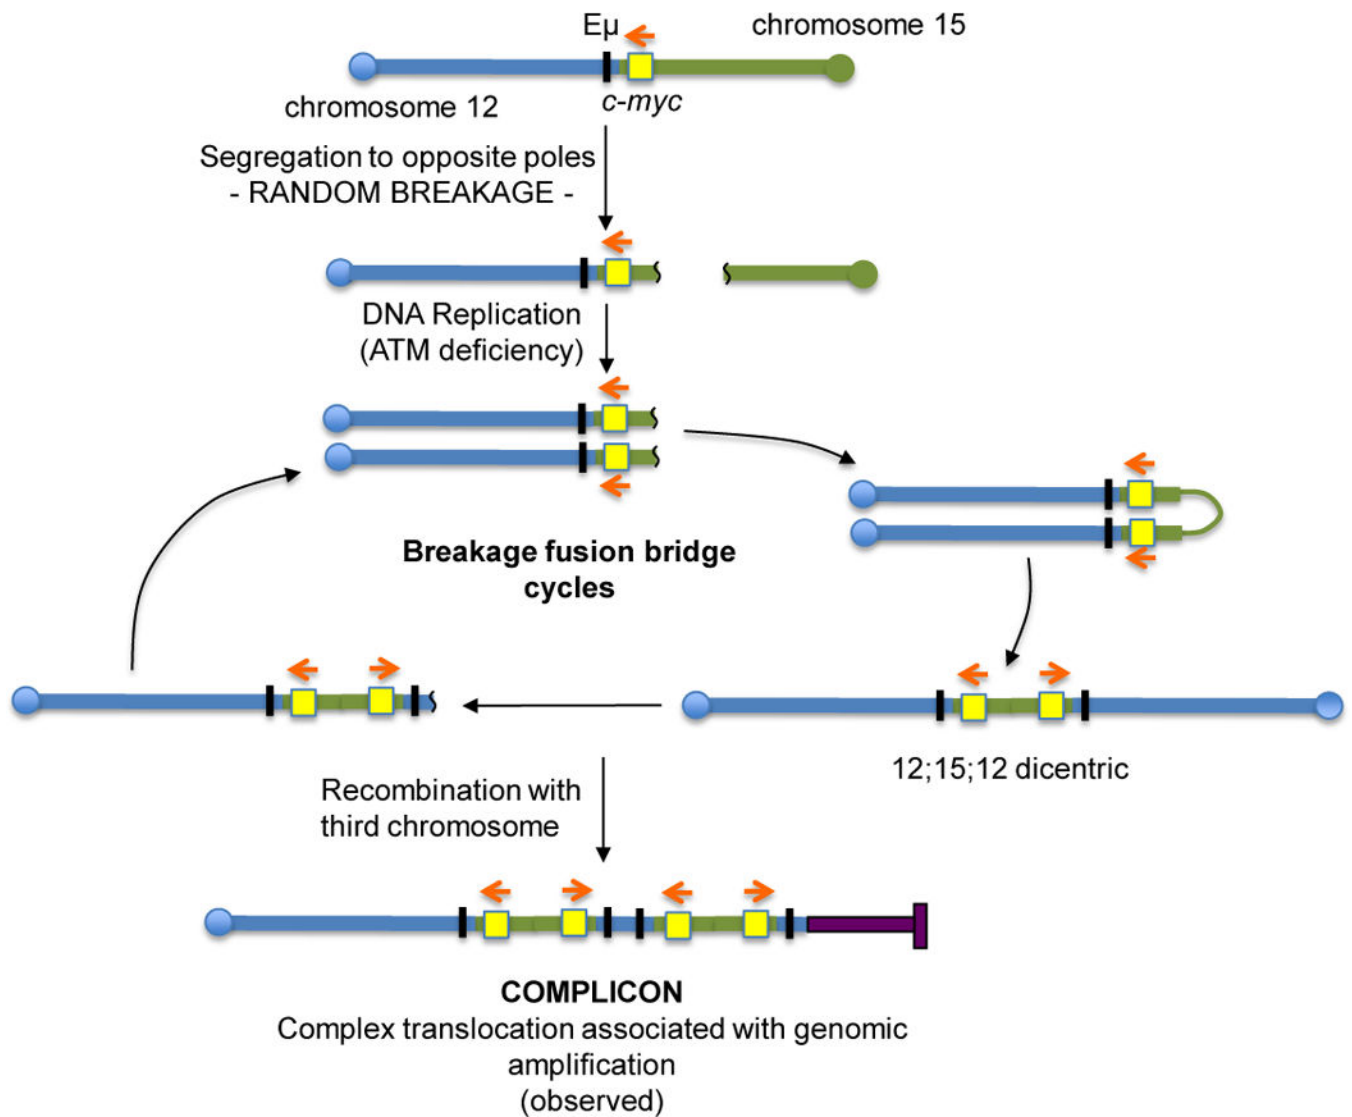 Eµ
chromosome 15
chromosome 12
c-myc
Segregation to opposite poles
- RANDOM BREAKAGE -
DNA Replication
(ATM deficiency)
Breakage fusion bridge
cycles
12;15;12 dicentric
Recombination with
third chromosome
COMPLICON
Complex translocation associated with genomic
amplification
(observed)